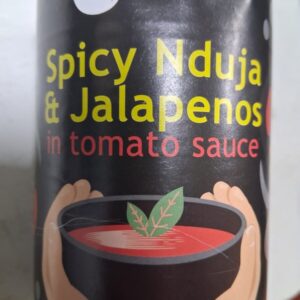 Spicy Nduja
& Jalapenos
in tomato sauce